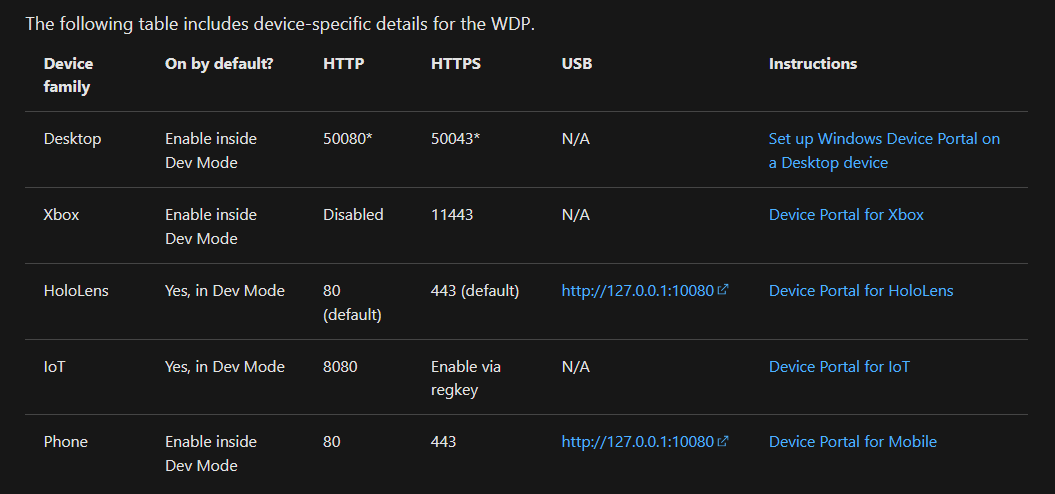 The following table includes device-specific details for the WDP.
Device family	On by default?	HTTP	HTTPS	USB	Instructions
Desktop	Enable inside Dev Mode	50080*	50043*	N/A	Set up Windows Device Portal on a Desktop device
Xbox	Enable inside Dev Mode	Disabled	11443	N/A	Device Portal for Xbox
HoloLens	Yes, in Dev Mode	80 (default)	443 (default)	http://127.0.0.1:10080	Device Portal for HoloLens
IoT	Yes, in Dev Mode	8080	Enable via regkey	N/A	Device Portal for IoT
Phone	Enable inside Dev Mode	80	443	http://127.0.0.1:10080	Device Portal for Mobile